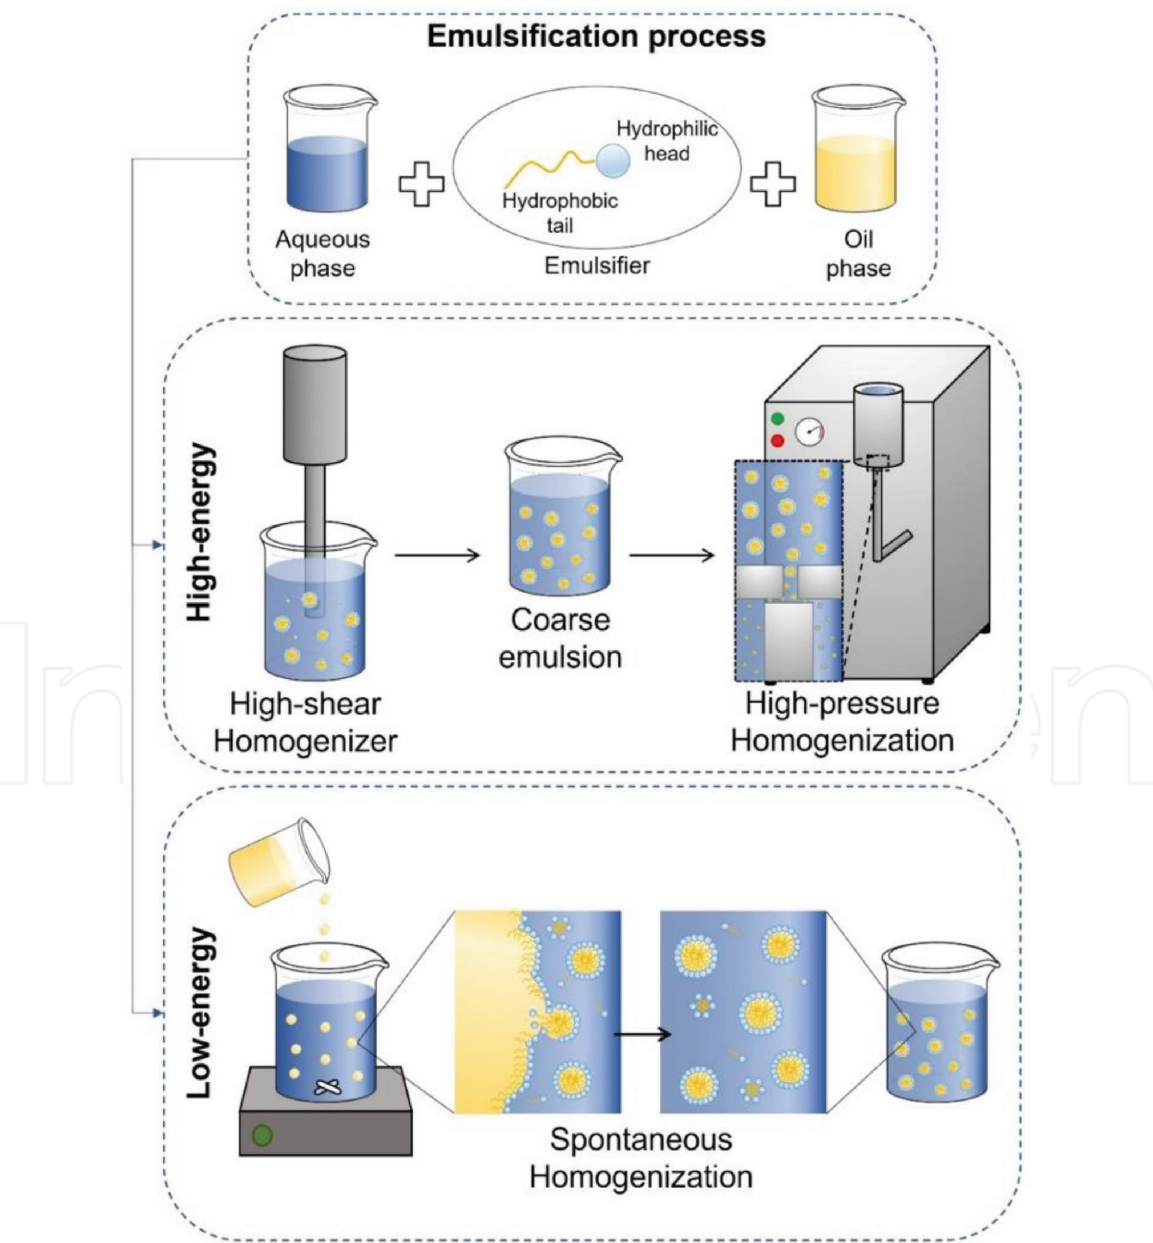 Emulsification process
Hydrophilic
head
Hydrophobic
tail
Aqueous
phase
Emulsifier
Oil
phase
High-energy
Coarse
emulsion
High-shear
Homogenizer
High-pressure
Homogenization
Low-energy
Spontaneous
Homogenization